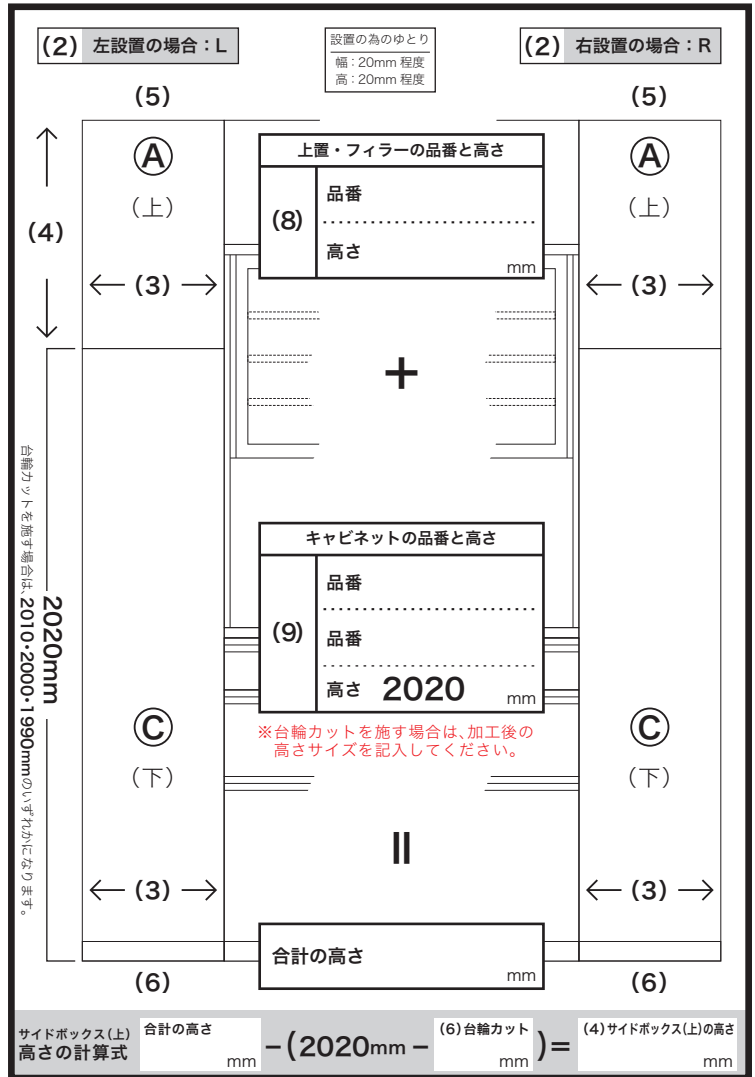 (2) 左設置の場合：L
設置の為のゆとり
幅：20mm 程度
高：20mm 程度
(2) 右設置の場合：R
(5)
(5)
Ⓐ
(上)
Ⓐ
(上)
(4)
(3)
(3)
上置・フィラーの品番と高さ
(8)
品番
高さ
mm
+
2020mm
台輪カットを施す場合は、2010・2000・1990mmのいずれかになります。
キャビネットの品番と高さ
(9)
品番
品番
高さ 2020 mm
※台輪カットを施す場合は、加工後の
高さサイズを記入してください。
Ⓒ
(下)
Ⓒ
(下)
=
(3)
(3)
合計の高さ
mm
(6)
(6)
サイドボックス(上)
高さの計算式
合計の高さ
mm
−(2020mm −
(6)台輪カット
mm
)=
(4)サイドボックス(上)の高さ
mm